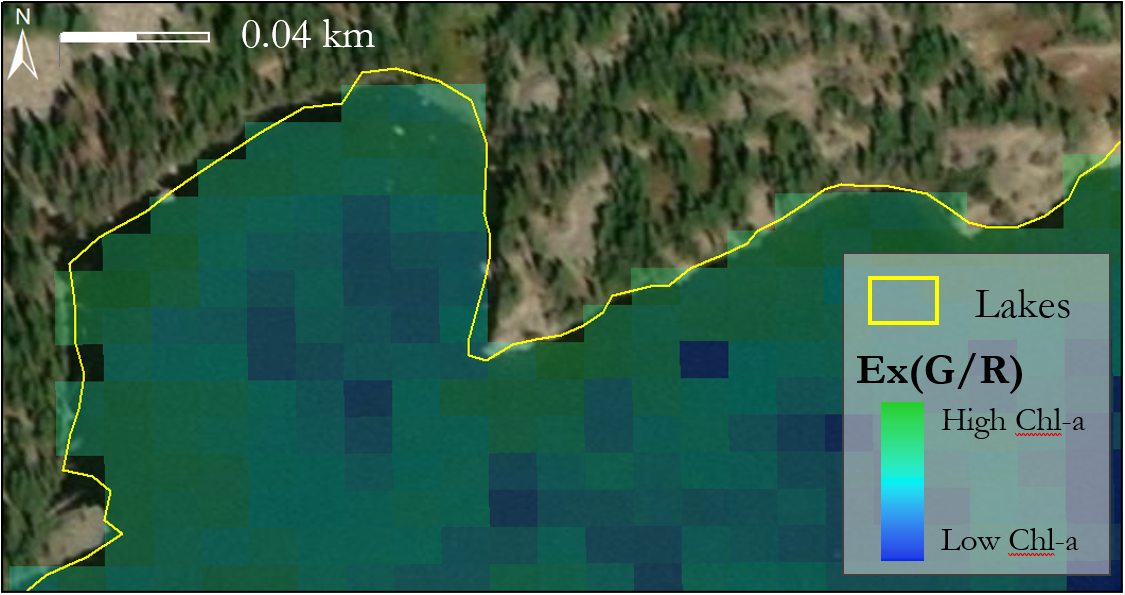 N
0.04 km
Lakes
Ex(G/R)
High Chl-a
Low Chl-a